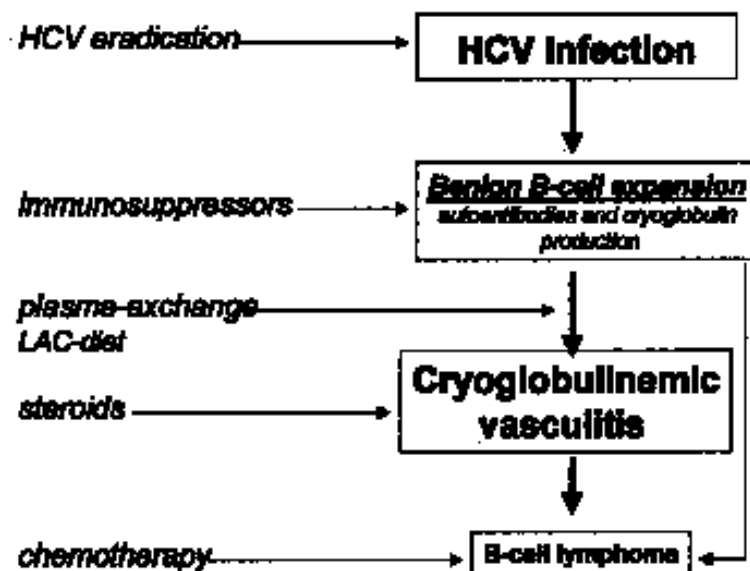 HCV eradication
HCV Infection
immunosuppressors
Benign B-cell expansion
autoantibodies and cryoglobulin
production
plasma-exchange
LAC-diet
Cryoglobulinemic
vasculitis
steroids
chemotherapy
B-cell lymphoma